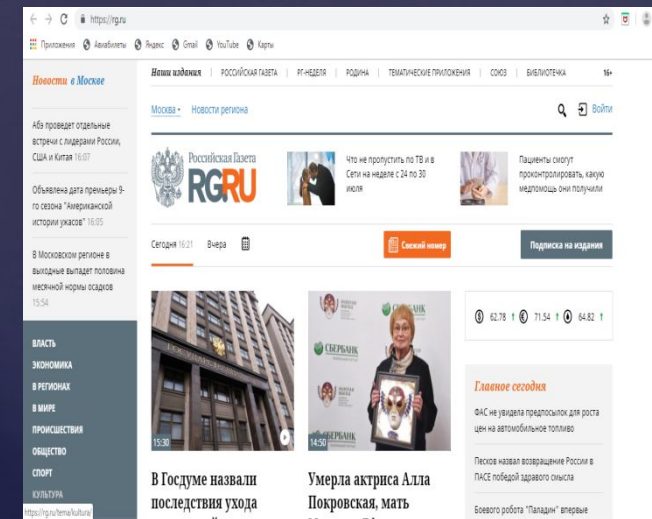 https://rg.ru
Приложения Авиабилеты Яндекс Gmail YouTube Карты
Новости в Москве
Абэ проведет отдельные
встречи с лидерами России,
США и Китая 16:07
Объявлена дата премьеры 9-
го сезона "Американской
истории ужасов" 16:05
В Московском регионе в
выходные выпадет половина
месячной нормы осадков
15:54
ВЛАСТЬ
ЭКОНОМИКА
В РЕГИОНАХ
В МИРЕ
ПРОИСШЕСТВИЯ
ОБЩЕСТВО
СПОРТ
КУЛЬТУРА
https://rg.ru/tema/kultura/
Наши издания | РОССИЙСКАЯ ГАЗЕТА | РГ-НЕДЕЛЯ | РОДИНА | ТЕМАТИЧЕСКИЕ ПРИЛОЖЕНИЯ | СОЮЗ | БИБЛИОТЕЧКА 16+
Москва Новости региона Войти
Российская Газета
RGRU
Что не пропустить по ТВ и в
Сети на неделе с 24 по 30
июля
Пациенты смогут
проконтролировать, какую
медпомощь они получили
Сегодня 16:21 Вчера Свежий номер Подписка на издания
ГОСУДАРСТВЕННАЯ
15:30
В Госдуме назвали
последствия ухода
СБЕРБАНК
СБЕРБАНК
СБЕРБАНК
14:50
Умерла актриса Алла
Покровская, мать
$ 62.78 ↑ € 71.54 ↑ 64.82 ↑
Главное сегодня
ФАС не увидела предпосылок для роста
цен на автомобильное топливо
Песков назвал возвращение России в
ПАСЕ победой здравого смысла
Боевого робота "Паладин" впервые